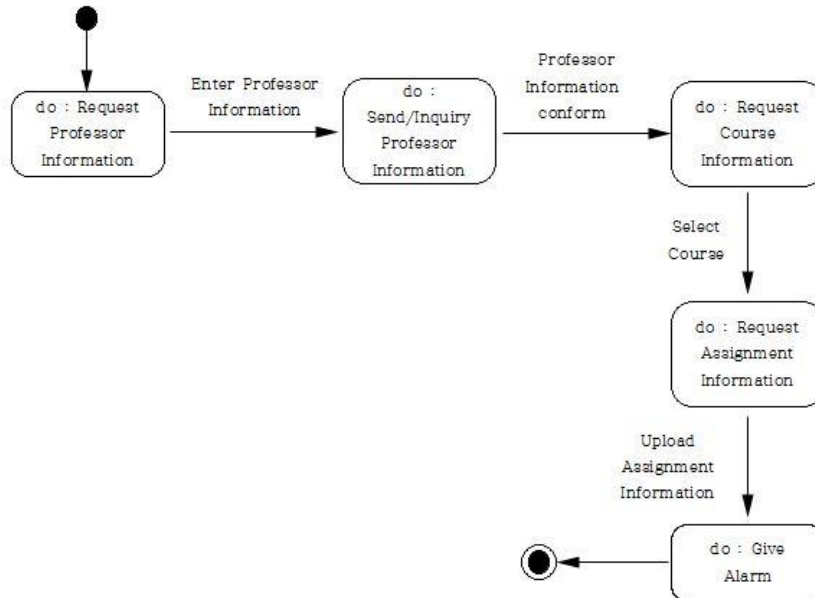 do : Request
Professor
Information
Enter Professor
Information
do :
Send/Inquiry
Professor
Information
Professor
Information
conform
do : Request
Course
Information
Select
Course
do : Request
Assignment
Information
Upload
Assignment
Information
do : Give
Alarm